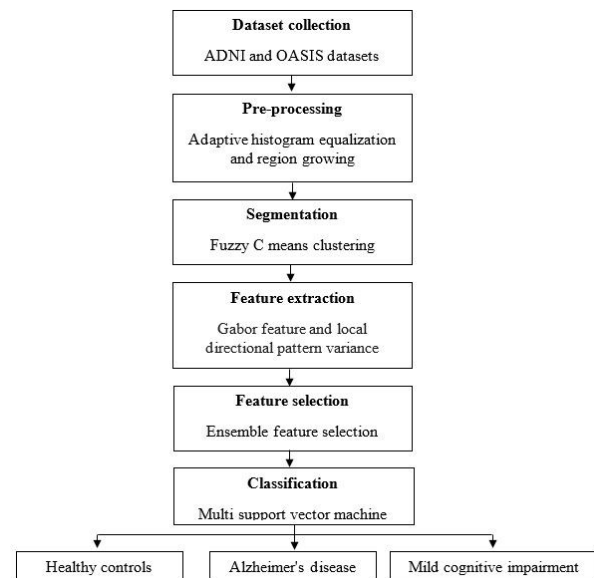 Dataset collection
ADNI and OASIS datasets
Pre-processing
Adaptive histogram equalization
and region growing
Segmentation
Fuzzy C means clustering
Feature extraction
Gabor feature and local
directional pattern variance
Feature selection
Ensemble feature selection
Classification
Multi support vector machine
Healthy controls
Alzheimer's disease
Mild cognitive impairment